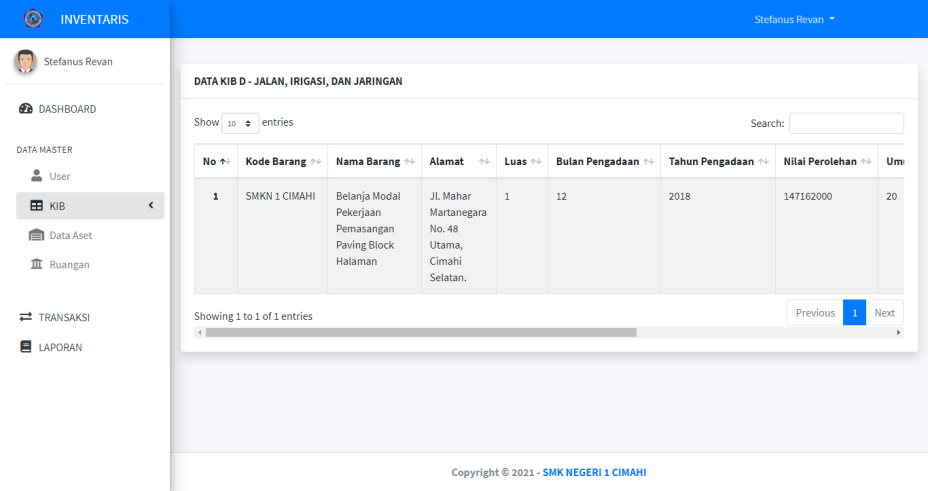 INVENTARIS
Stefanus Revan
Stefanus Revan
DASHBOARD
DATA MASTER
User
KIB
Data Aset
Ruangan
TRANSAKSI
LAPORAN
DATA KIB D - JALAN, IRIGASI, DAN JARINGAN
Show 10 entries
Search:
No Kode Barang Nama Barang Alamat Luas Bulan Pengadaan Tahun Pengadaan Nilai Perolehan
1 SMKN 1 CIMAHI Belanja Modal Jl. Mahar 1 12 2018 147162000 20
Pekerjaan Martanegara
Pemasangan No. 48
Paving Block Utama,
Halaman Cimahi
Selatan.
Showing 1 to 1 of 1 entries
Previous 1 Next
Copyright © 2021 - SMK NEGERI 1 CIMAHI